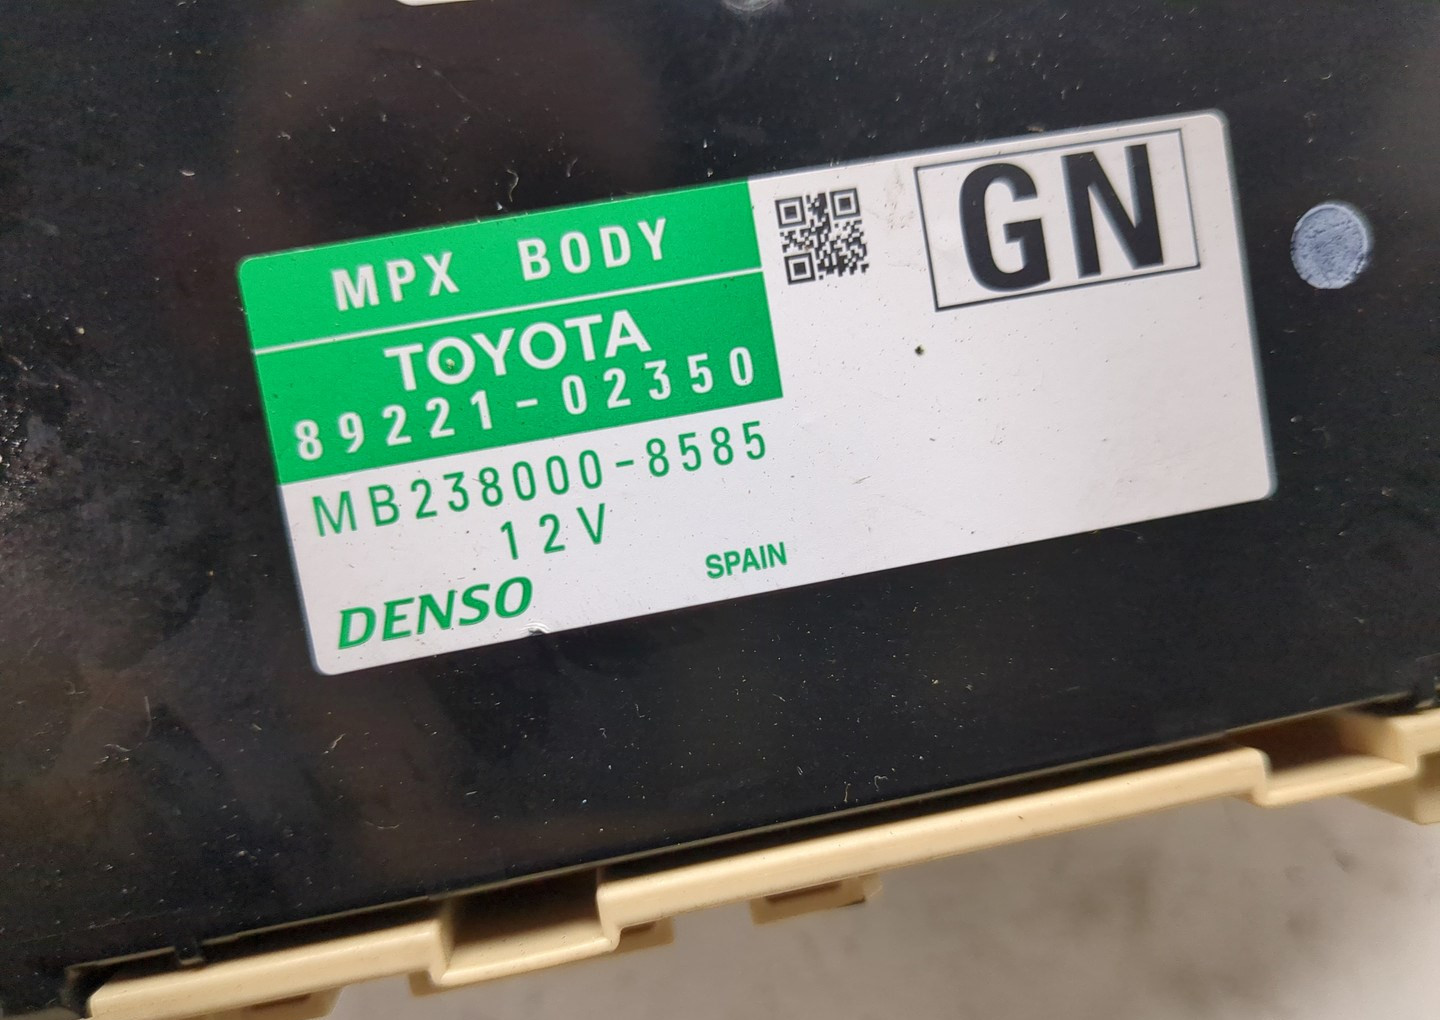 MPX BODY
GN
TOYOTA
89221-02350
MB238000-8585
12V
DENSO
SPAIN